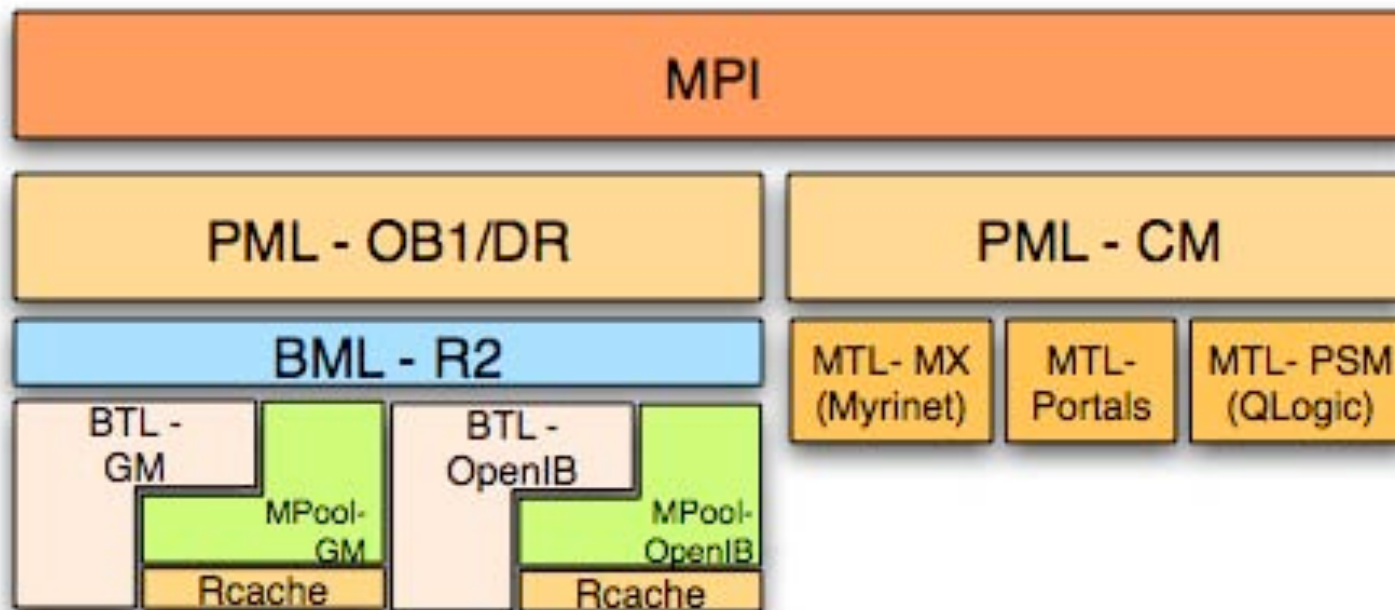 MPI
PML - OB1/DR
PML - CM
BML - R2
MTL- MX
(Myrinet)
MTL-
Portals
MTL- PSM
(QLogic)
BTL -
GM
MPool-
GM
Rcache
BTL -
OpenIB
MPool-
OpenIB
Rcache